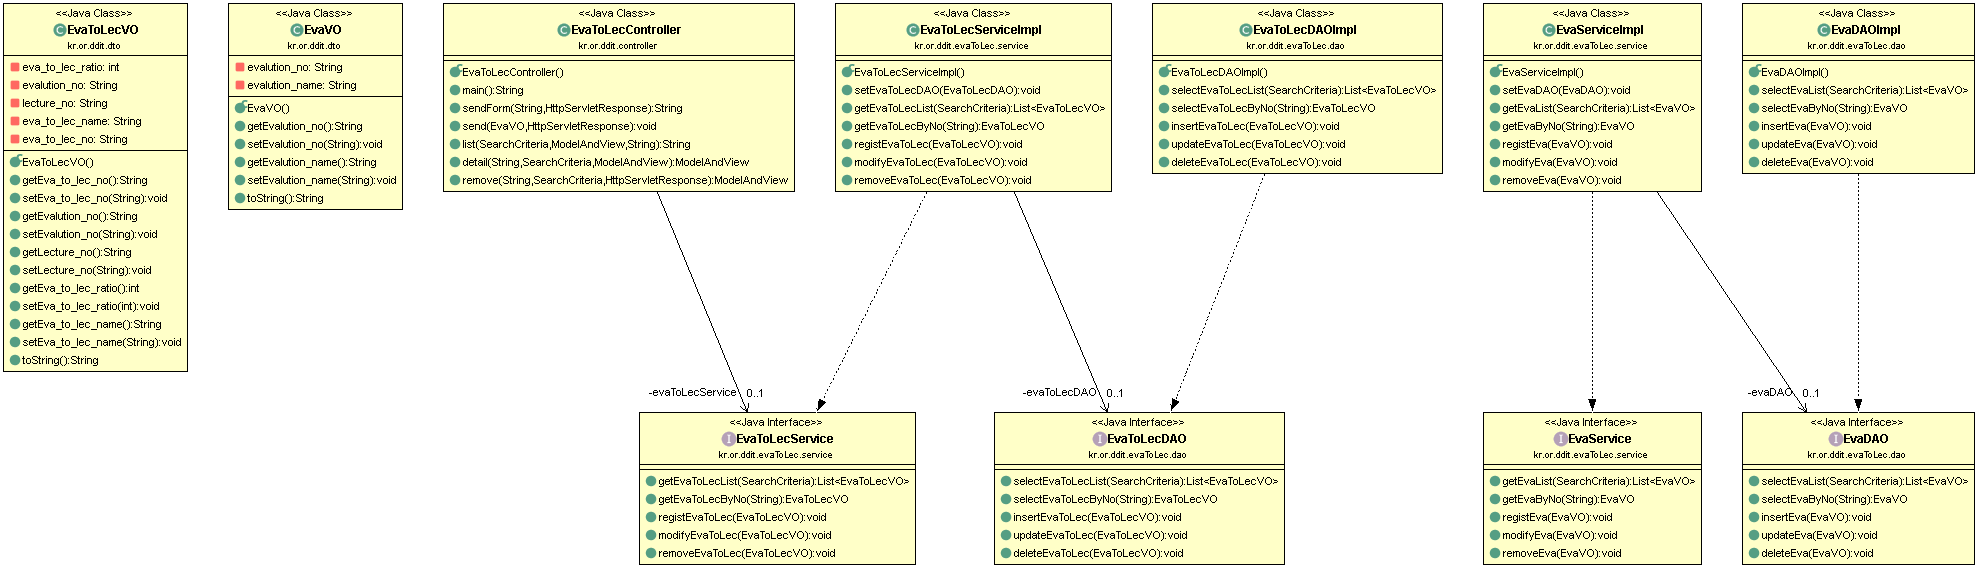 <<Java Class>>
EvaToLecVO
kr.or.ddit.dto
eva_to_lec_ratio: int
evalution_no: String
lecture_no: String
eva_to_lec_name: String
eva_to_lec_no: String
EvaToLecVO()
getEva_to_lec_no():String
setEva_to_lec_no(String):void
getEvalution_no():String
setEvalution_no(String):void
getLecture_no():String
setLecture_no(String):void
getEva_to_lec_ratio():int
setEva_to_lec_ratio(int):void
getEva_to_lec_name():String
setEva_to_lec_name(String):void
toString():String
<<Java Class>>
EvaVO
kr.or.ddit.dto
evalution_no: String
evalution_name: String
EvaVO()
getEvalution_no():String
setEvalution_no(String):void
getEvalution_name():String
setEvalution_name(String):void
toString():String
<<Java Class>>
EvaToLecController
kr.or.ddit.controller
EvaToLecController()
main():String
sendForm(String,HttpServletResponse):String
send(EvaVO,HttpServletResponse):void
list(SearchCriteria,ModelAndView,String):String
detail(String,SearchCriteria,ModelAndView):ModelAndView
remove(String,SearchCriteria,HttpServletResponse):ModelAndView
<<Java Class>>
EvaToLecServiceImpl
kr.or.ddit.evaToLec.service
EvaToLecServiceImpl()
setEvaToLecDAO(EvaToLecDAO):void
getEvaToLecList(SearchCriteria):List<EvaToLecVO>
getEvaToLecByNo(String):EvaToLecVO
registEvaToLec(EvaToLecVO):void
modifyEvaToLec(EvaToLecVO):void
removeEvaToLec(EvaToLecVO):void
<<Java Class>>
EvaToLecDAOImpl
kr.or.ddit.evaToLec.dao
EvaToLecDAOImpl()
selectEvaToLecList(SearchCriteria):List<EvaToLecVO>
selectEvaToLecByNo(String):EvaToLecVO
insertEvaToLec(EvaToLecVO):void
updateEvaToLec(EvaToLecVO):void
deleteEvaToLec(EvaToLecVO):void
<<Java Class>>
EvaServiceImpl
kr.or.ddit.evaToLec.service
EvaServiceImpl()
setEvaDAO(EvaDAO):void
getEvaList(SearchCriteria):List<EvaVO>
getEvaByNo(String):EvaVO
registEva(EvaVO):void
modifyEva(EvaVO):void
removeEva(EvaVO):void
<<Java Class>>
EvaDAOImpl
kr.or.ddit.evaToLec.dao
EvaDAOImpl()
selectEvaList(SearchCriteria):List<EvaVO>
selectEvaByNo(String):EvaVO
insertEva(EvaVO):void
updateEva(EvaVO):void
deleteEva(EvaVO):void
-evaToLecService 0..1
-evaToLecDAO 0..1
-evaDAO 0..1
<<Java Interface>>
EvaToLecService
kr.or.ddit.evaToLec.service
getEvaToLecList(SearchCriteria):List<EvaToLecVO>
getEvaToLecByNo(String):EvaToLecVO
registEvaToLec(EvaToLecVO):void
modifyEvaToLec(EvaToLecVO):void
removeEvaToLec(EvaToLecVO):void
<<Java Interface>>
EvaToLecDAO
kr.or.ddit.evaToLec.dao
selectEvaToLecList(SearchCriteria):List<EvaToLecVO>
selectEvaToLecByNo(String):EvaToLecVO
insertEvaToLec(EvaToLecVO):void
updateEvaToLec(EvaToLecVO):void
deleteEvaToLec(EvaToLecVO):void
<<Java Interface>>
EvaService
kr.or.ddit.evaToLec.service
getEvaList(SearchCriteria):List<EvaVO>
getEvaByNo(String):EvaVO
registEva(EvaVO):void
modifyEva(EvaVO):void
removeEva(EvaVO):void
<<Java Interface>>
EvaDAO
kr.or.ddit.evaToLec.dao
selectEvaList(SearchCriteria):List<EvaVO>
selectEvaByNo(String):EvaVO
insertEva(EvaVO):void
updateEva(EvaVO):void
deleteEva(EvaVO):void